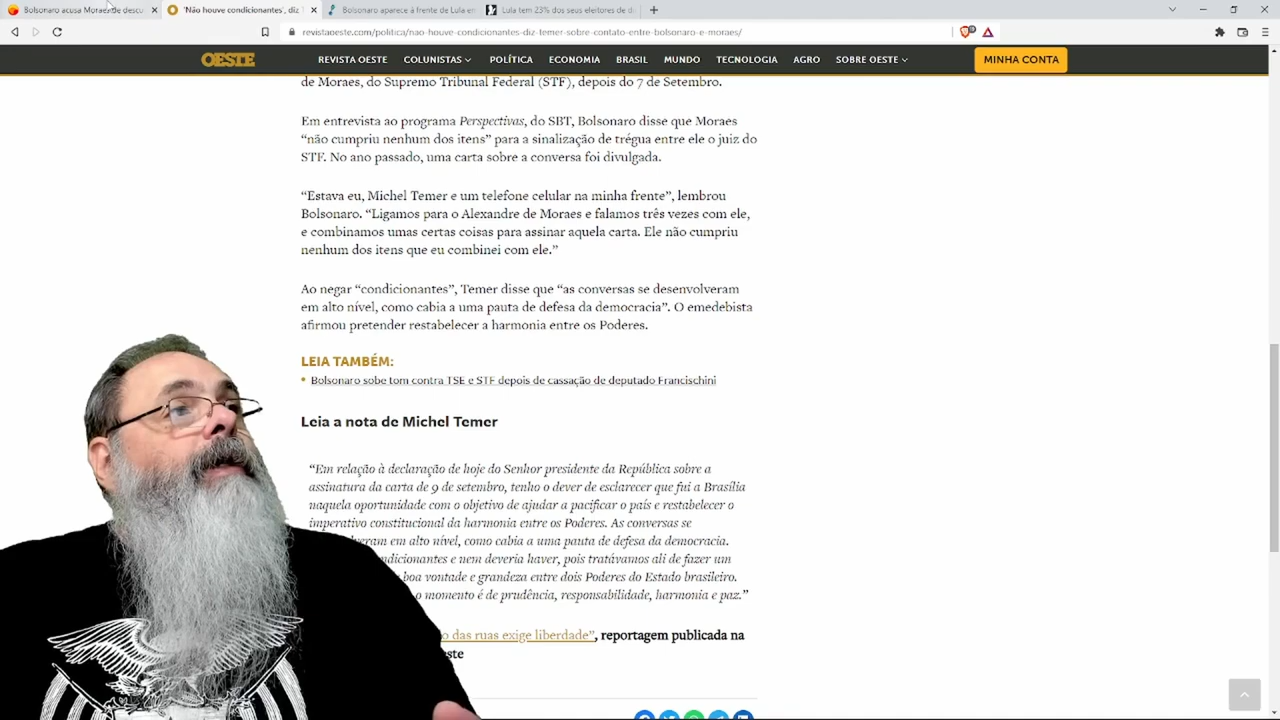 Bolsonaro acusa Moraes de descu
'Não houve condicionantes', diz T
Bolsonaro aparece à frente de Lula en
Lula tem 23% dos seus eleitores de di
revistaoeste.com/politica/nao-houve-condicionantes-diz-temer-sobre-contato-entre-bolsonaro-e-moraes/
OESTE
REVISTA OESTE
COLUNISTAS
POLÍTICA
ECONOMIA
BRASIL
MUNDO
TECNOLOGIA
AGRO
SOBRE OESTE
MINHA CONTA
de Moraes, do Supremo Tribunal Federal (STF), depois do 7 de Setembro.
Em entrevista ao programa Perspectivas, do SBT, Bolsonaro disse que Moraes
“não cumpriu nenhum dos itens” para a sinalização de trégua entre ele o juiz do
STF. No ano passado, uma carta sobre a conversa foi divulgada.
“Estava eu, Michel Temer e um telefone celular na minha frente”, lembrou
Bolsonaro. “Ligamos para o Alexandre de Moraes e falamos três vezes com ele,
e combinamos umas certas coisas para assinar aquela carta. Ele não cumpriu
nenhum dos itens que eu combinei com ele.”
Ao negar “condicionantes”, Temer disse que “as conversas se desenvolveram
em alto nível, como cabia a uma pauta de defesa da democracia”. O emedebista
afirmou pretender restabelecer a harmonia entre os Poderes.
LEIA TAMBÉM:
• Bolsonaro sobe tom contra TSE e STF depois de cassação de deputado Francischini
Leia a nota de Michel Temer
“Em relação à declaração de hoje do Senhor presidente da República sobre a
assinatura da carta de 9 de setembro, tenho o dever de esclarecer que fui a Brasília
naquela oportunidade com o objetivo de ajudar a pacificar o país e restabelecer o
imperativo constitucional da harmonia entre os Poderes. As conversas se
veram em alto nível, como cabia a uma pauta de defesa da democracia.
ndicionantes e nem deveria haver, pois tratávamos ali de fazer um
boa vontade e grandeza entre dois Poderes do Estado brasileiro.
o momento é de prudência, responsabilidade, harmonia e paz.”
o das ruas exige liberdade”, reportagem publicada na
ste